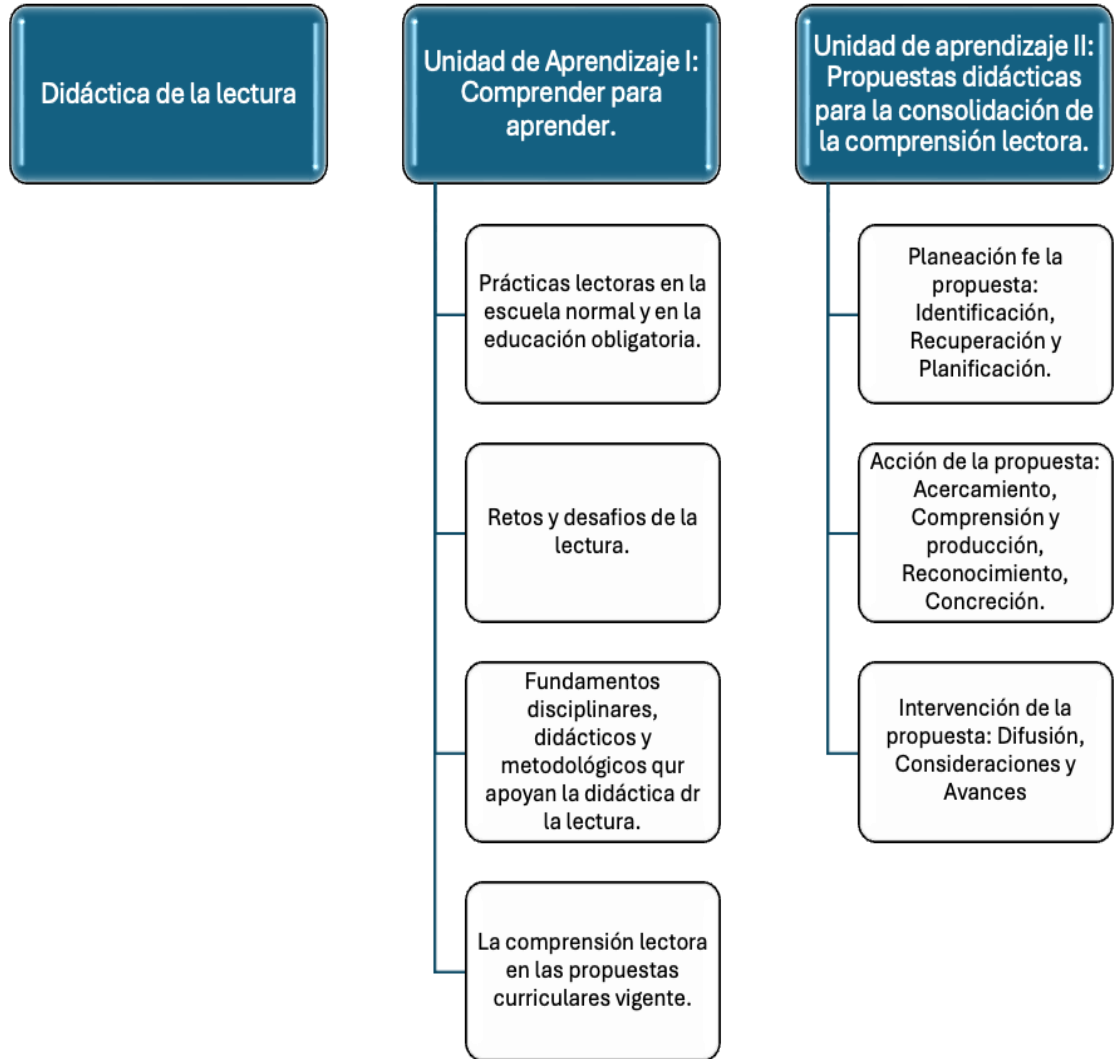 Didáctica de la lectura
Unidad de Aprendizaje I:
Comprender para
aprender.
Prácticas lectoras en la
escuela normal y en la
educación obligatoria.
Retos y desafios de la
lectura.
Fundamentos
disciplinares,
didácticos y
metodológicos qur
apoyan la didáctica dr
la lectura.
La comprensión lectora
en las propuestas
curriculares vigente.
Unidad de aprendizaje II:
Propuestas didácticas
para la consolidación de
la comprensión lectora.
Planeación fe la
propuesta:
Identificación,
Recuperación y
Planificación.
Acción de la propuesta:
Acercamiento,
Comprensión y
producción,
Reconocimiento,
Concreción.
Intervención de la
propuesta: Difusión,
Consideraciones y
Avances